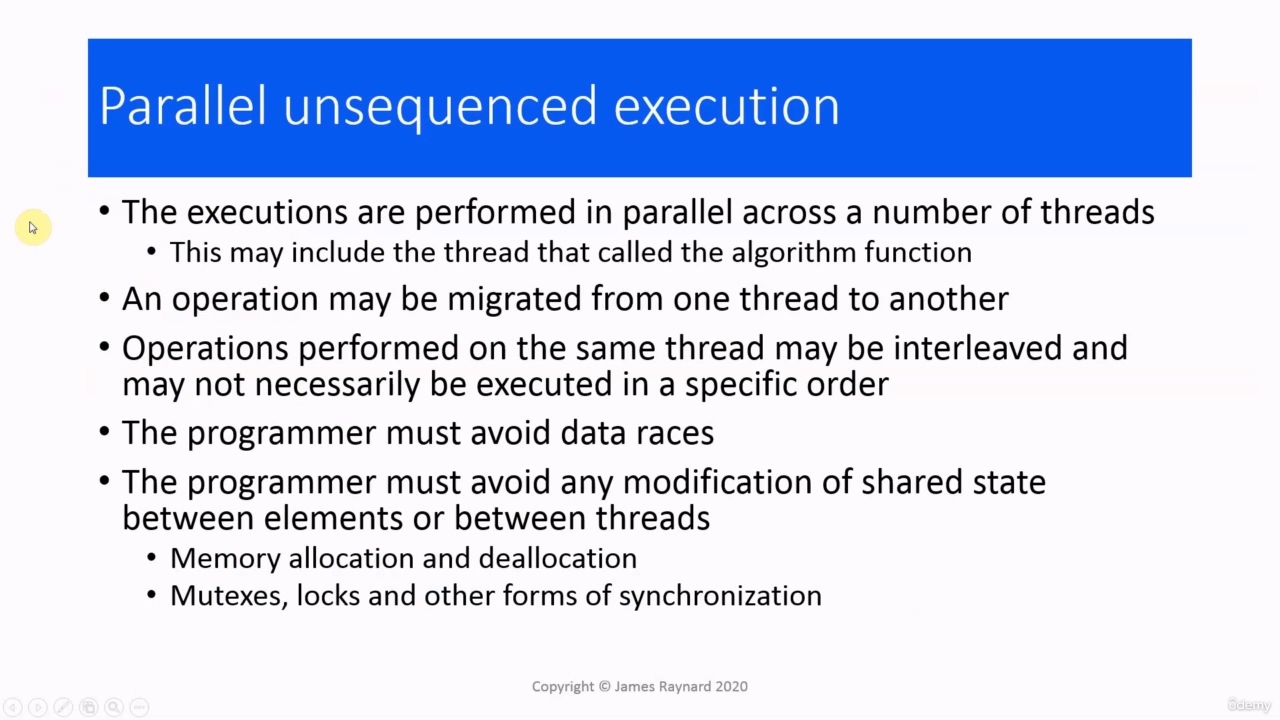 Parallel unsequenced execution
• The executions are performed in parallel across a number of threads
• This may include the thread that called the algorithm function
• An operation may be migrated from one thread to another
• Operations performed on the same thread may be interleaved and
may not necessarily be executed in a specific order
• The programmer must avoid data races
• The programmer must avoid any modification of shared state
between elements or between threads
• Memory allocation and deallocation
• Mutexes, locks and other forms of synchronization
Copyright © James Raynard 2020
ûdemy